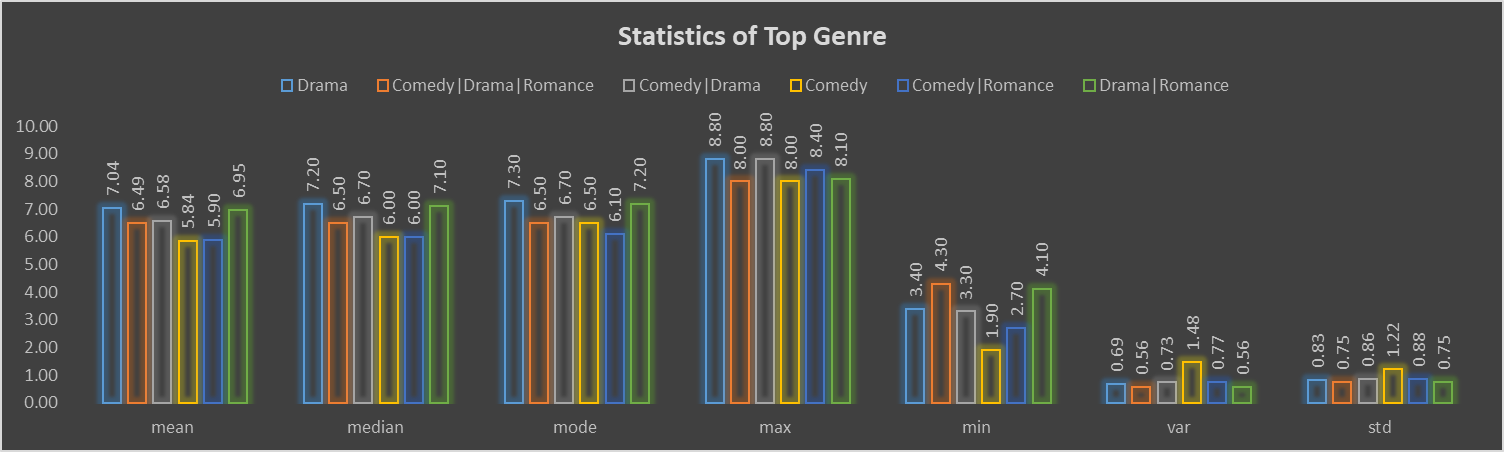 Statistics of Top Genre
Drama Comedy|Drama|Romance Comedy|Drama Comedy Comedy|Romance Drama|Romance
10.00
9.00
8.00
7.00
6.00
5.00
4.00
3.00
2.00
1.00
0.00
7.04 6.49 6.58 5.84 5.90 6.95
7.20 6.50 6.70 6.00 6.00 7.10
7.30 6.50 6.70 6.50 6.10 7.20
8.80 8.00 8.80 8.00 8.40 8.10
3.40 4.30 3.30 1.90 2.70 4.10
0.69 0.56 0.73 1.48 0.77 0.56
0.83 0.75 0.86 1.22 0.88 0.75
mean median mode max min var std